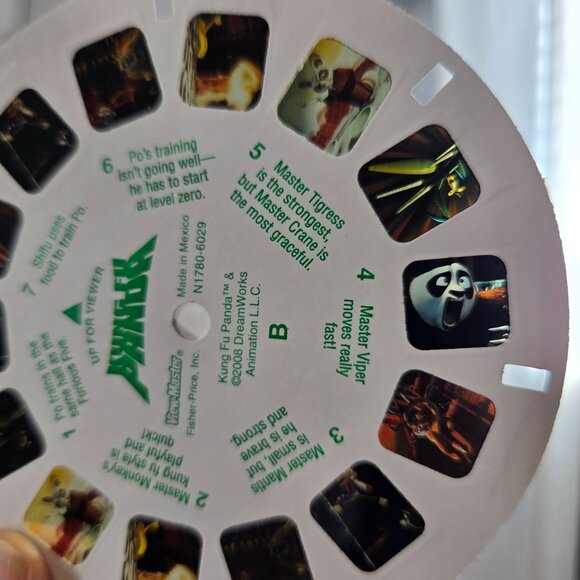 UP FOR VIEWER
KUNG FU
PANDA
View-Master®
Fisher-Price, Inc.
Made in Mexico
N1780-6029
Kung Fu Panda™ &
©2008 DreamWorks
Animation L.L.C.
B
1
Po trains in the
same hall as the
Furious Five.
2
Master Monkey's
kung fu style is
playful and
quick!
3
Master Mantis
is small, but
he is brave
and strong.
4
Master Viper
moves really
fast!
5
Master Tigress
is the strongest,
but Master Crane is
the most graceful.
6
Po's training
isn't going well—
he has to start
at level zero.
7
Shifu uses
food to train Po.